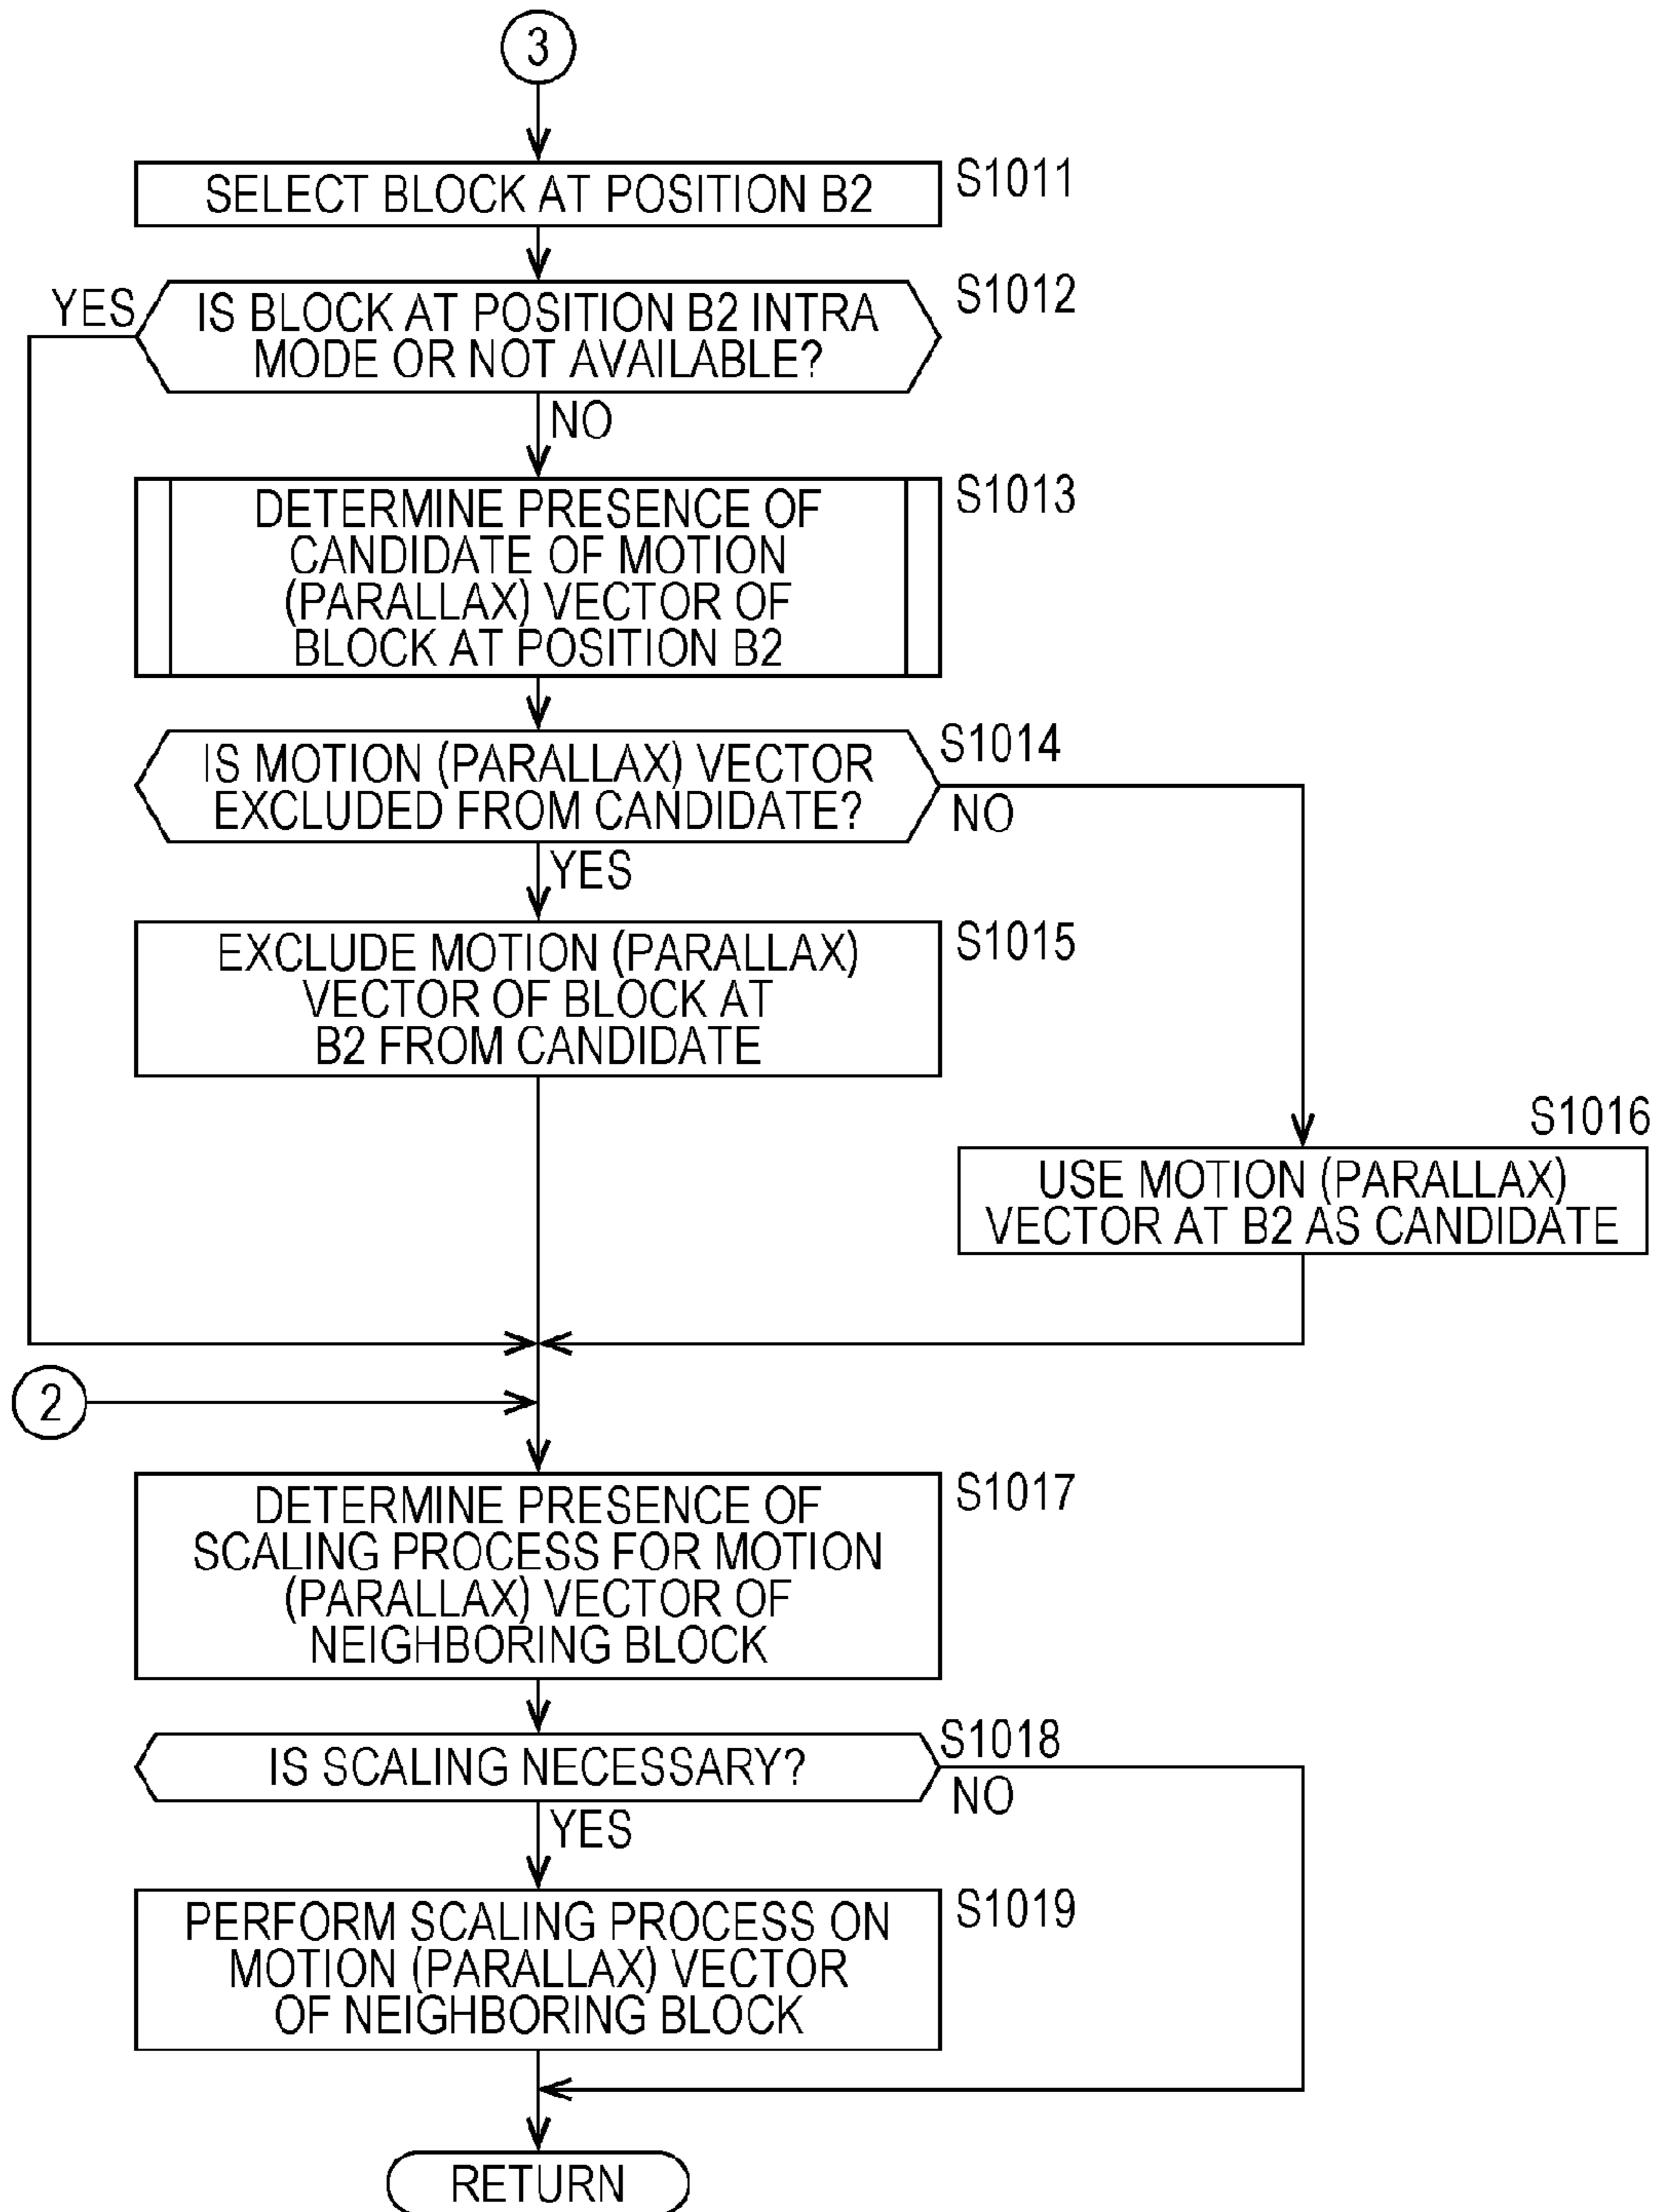 3
SELECT BLOCK AT POSITION B2
S1011
YES
IS BLOCK AT POSITION B2 INTRA
MODE OR NOT AVAILABLE?
S1012
NO
DETERMINE PRESENCE OF
CANDIDATE OF MOTION
(PARALLAX) VECTOR OF
BLOCK AT POSITION B2
S1013
IS MOTION (PARALLAX) VECTOR
EXCLUDED FROM CANDIDATE?
S1014
NO
YES
EXCLUDE MOTION (PARALLAX)
VECTOR OF BLOCK AT
B2 FROM CANDIDATE
S1015
S1016
USE MOTION (PARALLAX)
VECTOR AT B2 AS CANDIDATE
2
DETERMINE PRESENCE OF
SCALING PROCESS FOR MOTION
(PARALLAX) VECTOR OF
NEIGHBORING BLOCK
S1017
IS SCALING NECESSARY?
S1018
NO
YES
PERFORM SCALING PROCESS ON
MOTION (PARALLAX) VECTOR
OF NEIGHBORING BLOCK
S1019
RETURN